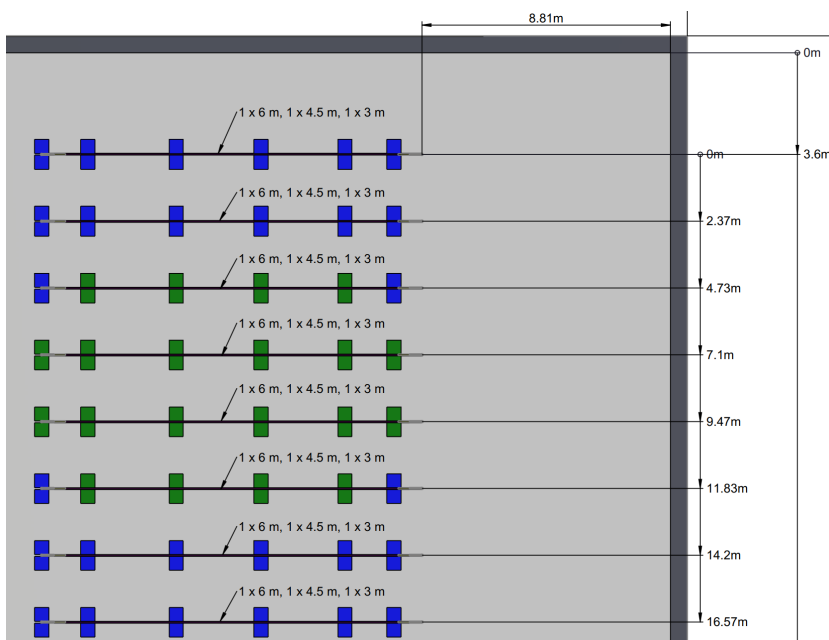 8.81m
0m
1 x 6 m, 1 x 4.5 m, 1 x 3 m
0m
3.6m
1 x 6 m, 1 x 4.5 m, 1 x 3 m
2.37m
1 x 6 m, 1 x 4.5 m, 1 x 3 m
4.73m
1 x 6 m, 1 x 4.5 m, 1 x 3 m
7.1m
1 x 6 m, 1 x 4.5 m, 1 x 3 m
9.47m
1 x 6 m, 1 x 4.5 m, 1 x 3 m
11.83m
1 x 6 m, 1 x 4.5 m, 1 x 3 m
14.2m
1 x 6 m, 1 x 4.5 m, 1 x 3 m
16.57m